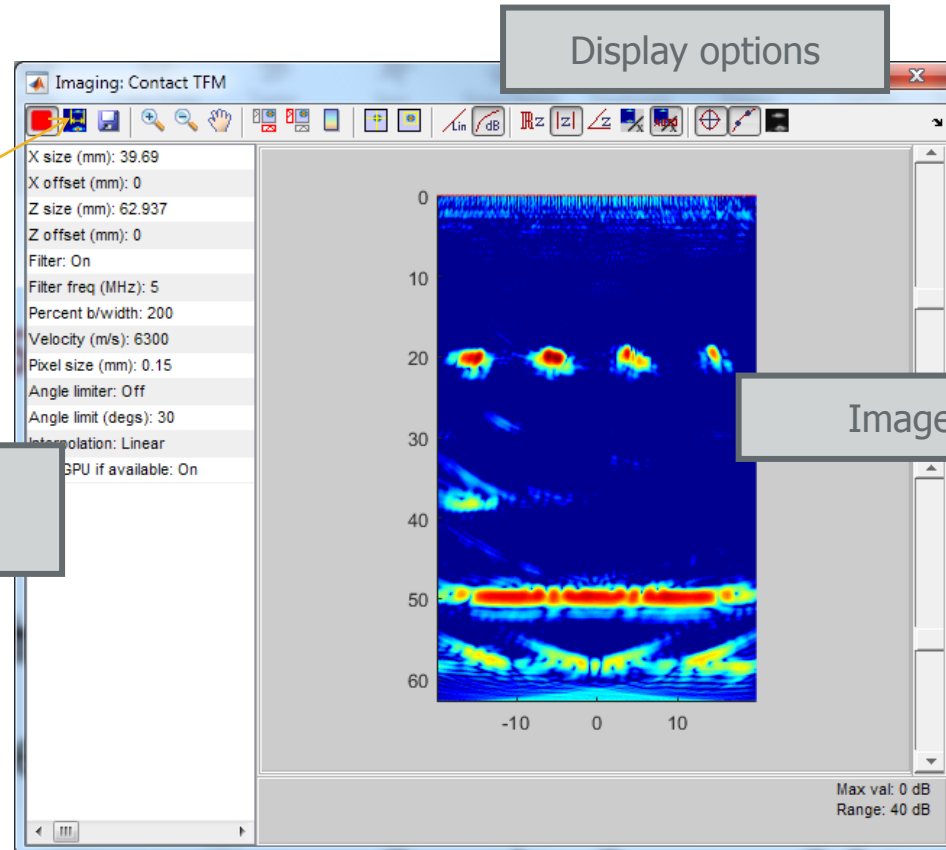 Display options
Imaging: Contact TFM
Lin
dB
ℝz
|z|
∠z
X size (mm): 39.69
X offset (mm): 0
Z size (mm): 62.937
Z offset (mm): 0
Filter: On
Filter freq (MHz): 5
Percent b/width: 200
Velocity (m/s): 6300
Pixel size (mm): 0.15
Angle limiter: Off
Angle limit (degs): 30
polation: Linear
GPU if available: On
0
10
20
30
40
50
60
-10
0
10
Image
Max val: 0 dB
Range: 40 dB